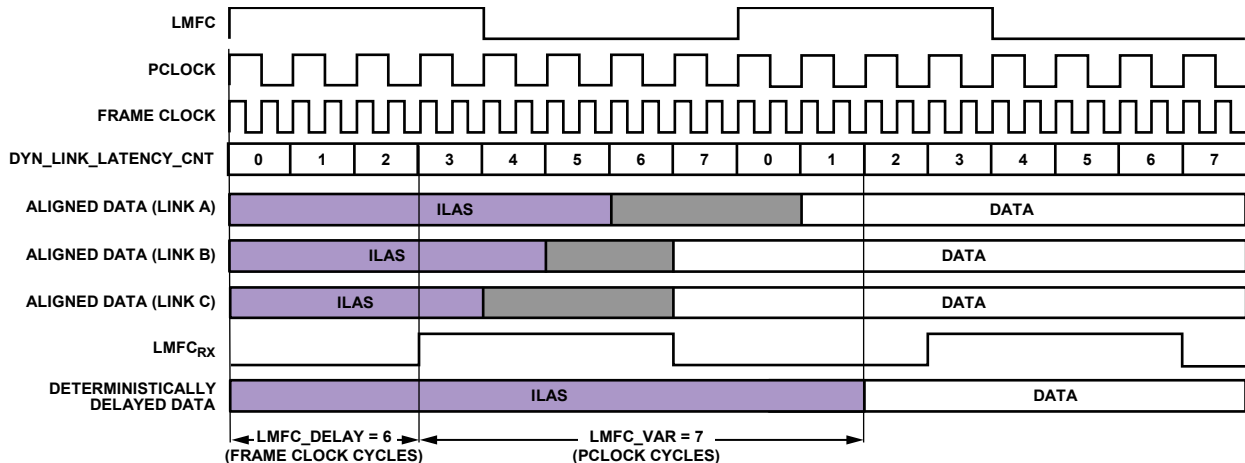 LMFC
PCLOCK
FRAME CLOCK
DYN_LINK_LATENCY_CNT 0 1 2 3 4 5 6 7 0 1 2 3 4 5 6 7
ALIGNED DATA (LINK A) ILAS DATA
ALIGNED DATA (LINK B) ILAS DATA
ALIGNED DATA (LINK C) ILAS DATA
LMFCRX
DETERMINISTICALLY
DELAYED DATA ILAS DATA
LMFC_DELAY = 6 LMFC_VAR = 7
(FRAME CLOCK CYCLES) (PCLOCK CYCLES)